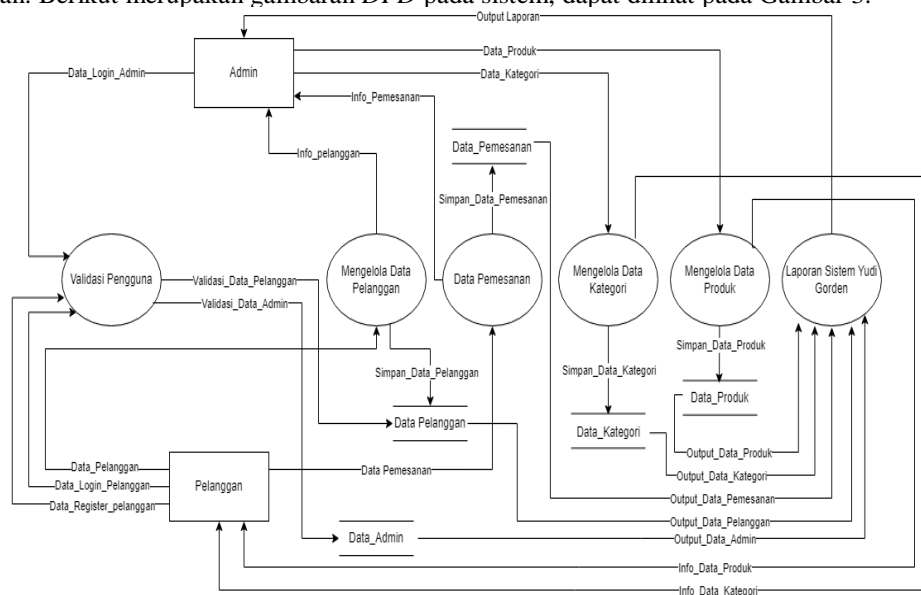 an. Berikut merupakan gambaran DFD pada sistem, dapat dilihat pada Gambar 3.
Output Laporan
Data_Produk
Admin
Data_Login_Admin
Data_Kategori
Info_Pemesanan
Data_Pemesanan
Info_pelanggan
Simpan_Data_Pemesanan
Validasi Pengguna
Validasi_Data_Pelanggan
Validasi_Data_Admin
Mengelola Data
Pelanggan
Data Pemesanan
Mengelola Data
Kategori
Mengelola Data
Produk
Laporan Sistem Yudi
Gorden
Simpan_Data_Produk
Simpan_Data_Pelanggan
Simpan_Data_Kategori
Data_Produk
Data Pelanggan
Data_Kategori
Output_Data_Produk
Data_Pelanggan
Data Pemesanan
Output_Data_Kategori
Pelanggan
Data_Login_Pelanggan
Output_Data_Pemesanan
Data_Register_pelanggan
Output_Data_Pelanggan
Data_Admin
Output_Data_Admin
Info_Data_Produk
Info_Data_Kategori